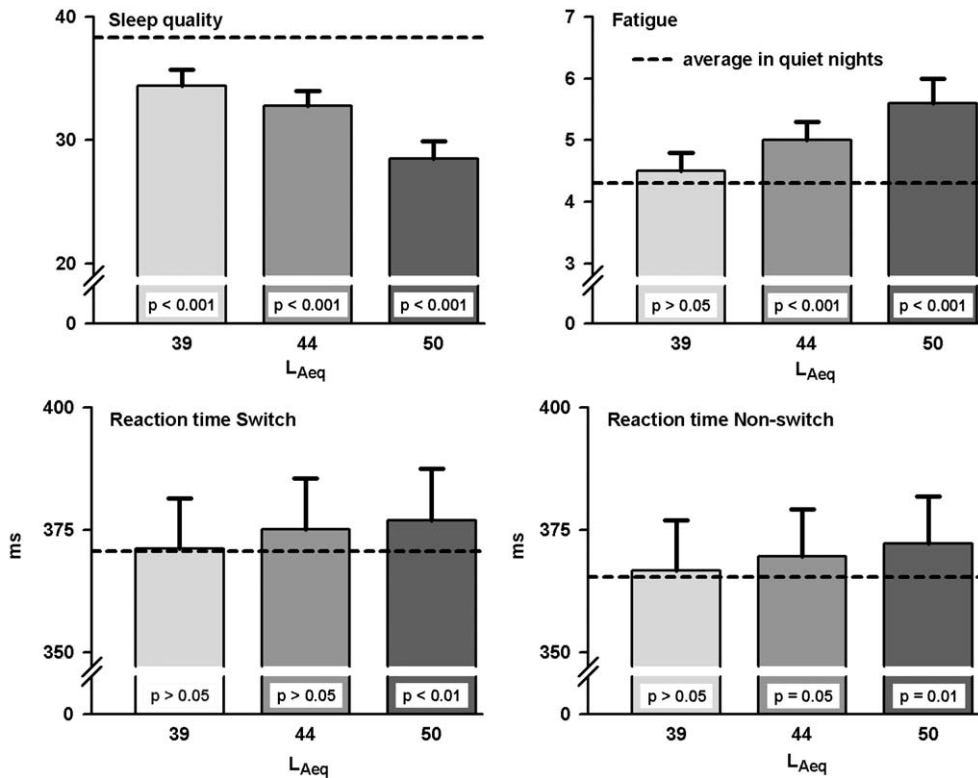 Sleep quality
40
30
20
0
p < 0.001
p < 0.001
p < 0.001
39
44
50
LAeq
Fatigue
average in quiet nights
7
6
5
4
3
0
p > 0.05
p < 0.001
p < 0.001
39
44
50
LAeq
Reaction time Switch
400
375
350
0
ms
p > 0.05
p > 0.05
p < 0.01
39
44
50
LAeq
Reaction time Non-switch
400
375
350
0
ms
p > 0.05
p = 0.05
p = 0.01
39
44
50
LAeq